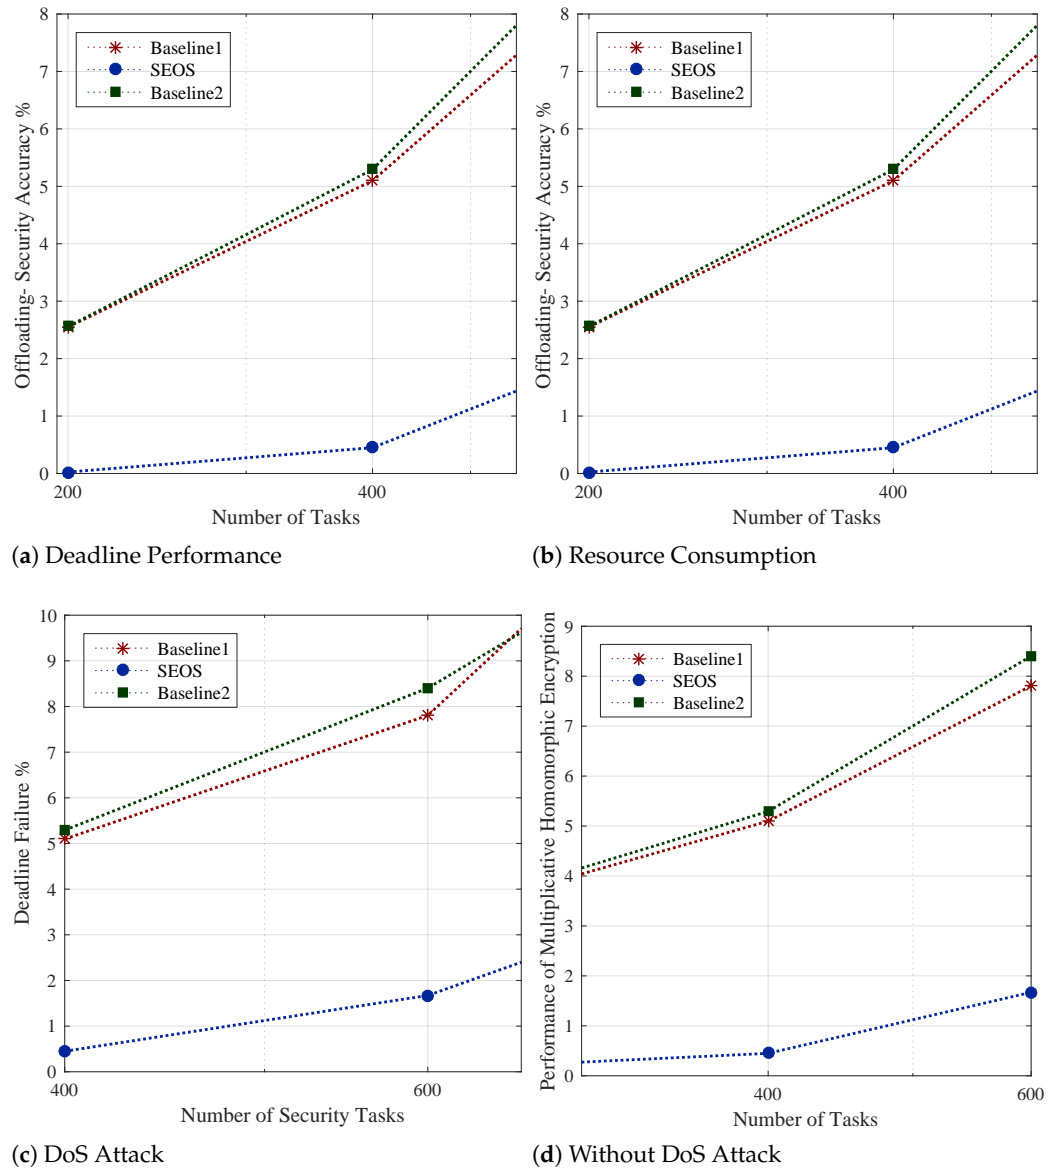 8
7
6
5
4
3
2
1
0
Offloading- Security Accuracy %
Baseline1
SEOS
Baseline2
200
400
Number of Tasks
(a) Deadline Performance
8
7
6
5
4
3
2
1
0
Offloading- Security Accuracy %
Baseline1
SEOS
Baseline2
200
400
Number of Tasks
(b) Resource Consumption
10
9
8
7
6
5
4
3
2
1
0
Deadline Failure %
Baseline1
SEOS
Baseline2
400
600
Number of Security Tasks
(c) DoS Attack
9
8
7
6
5
4
3
2
1
0
Performance of Multiplicative Homomorphic Encryption
Baseline1
SEOS
Baseline2
400
600
Number of Tasks
(d) Without DoS Attack